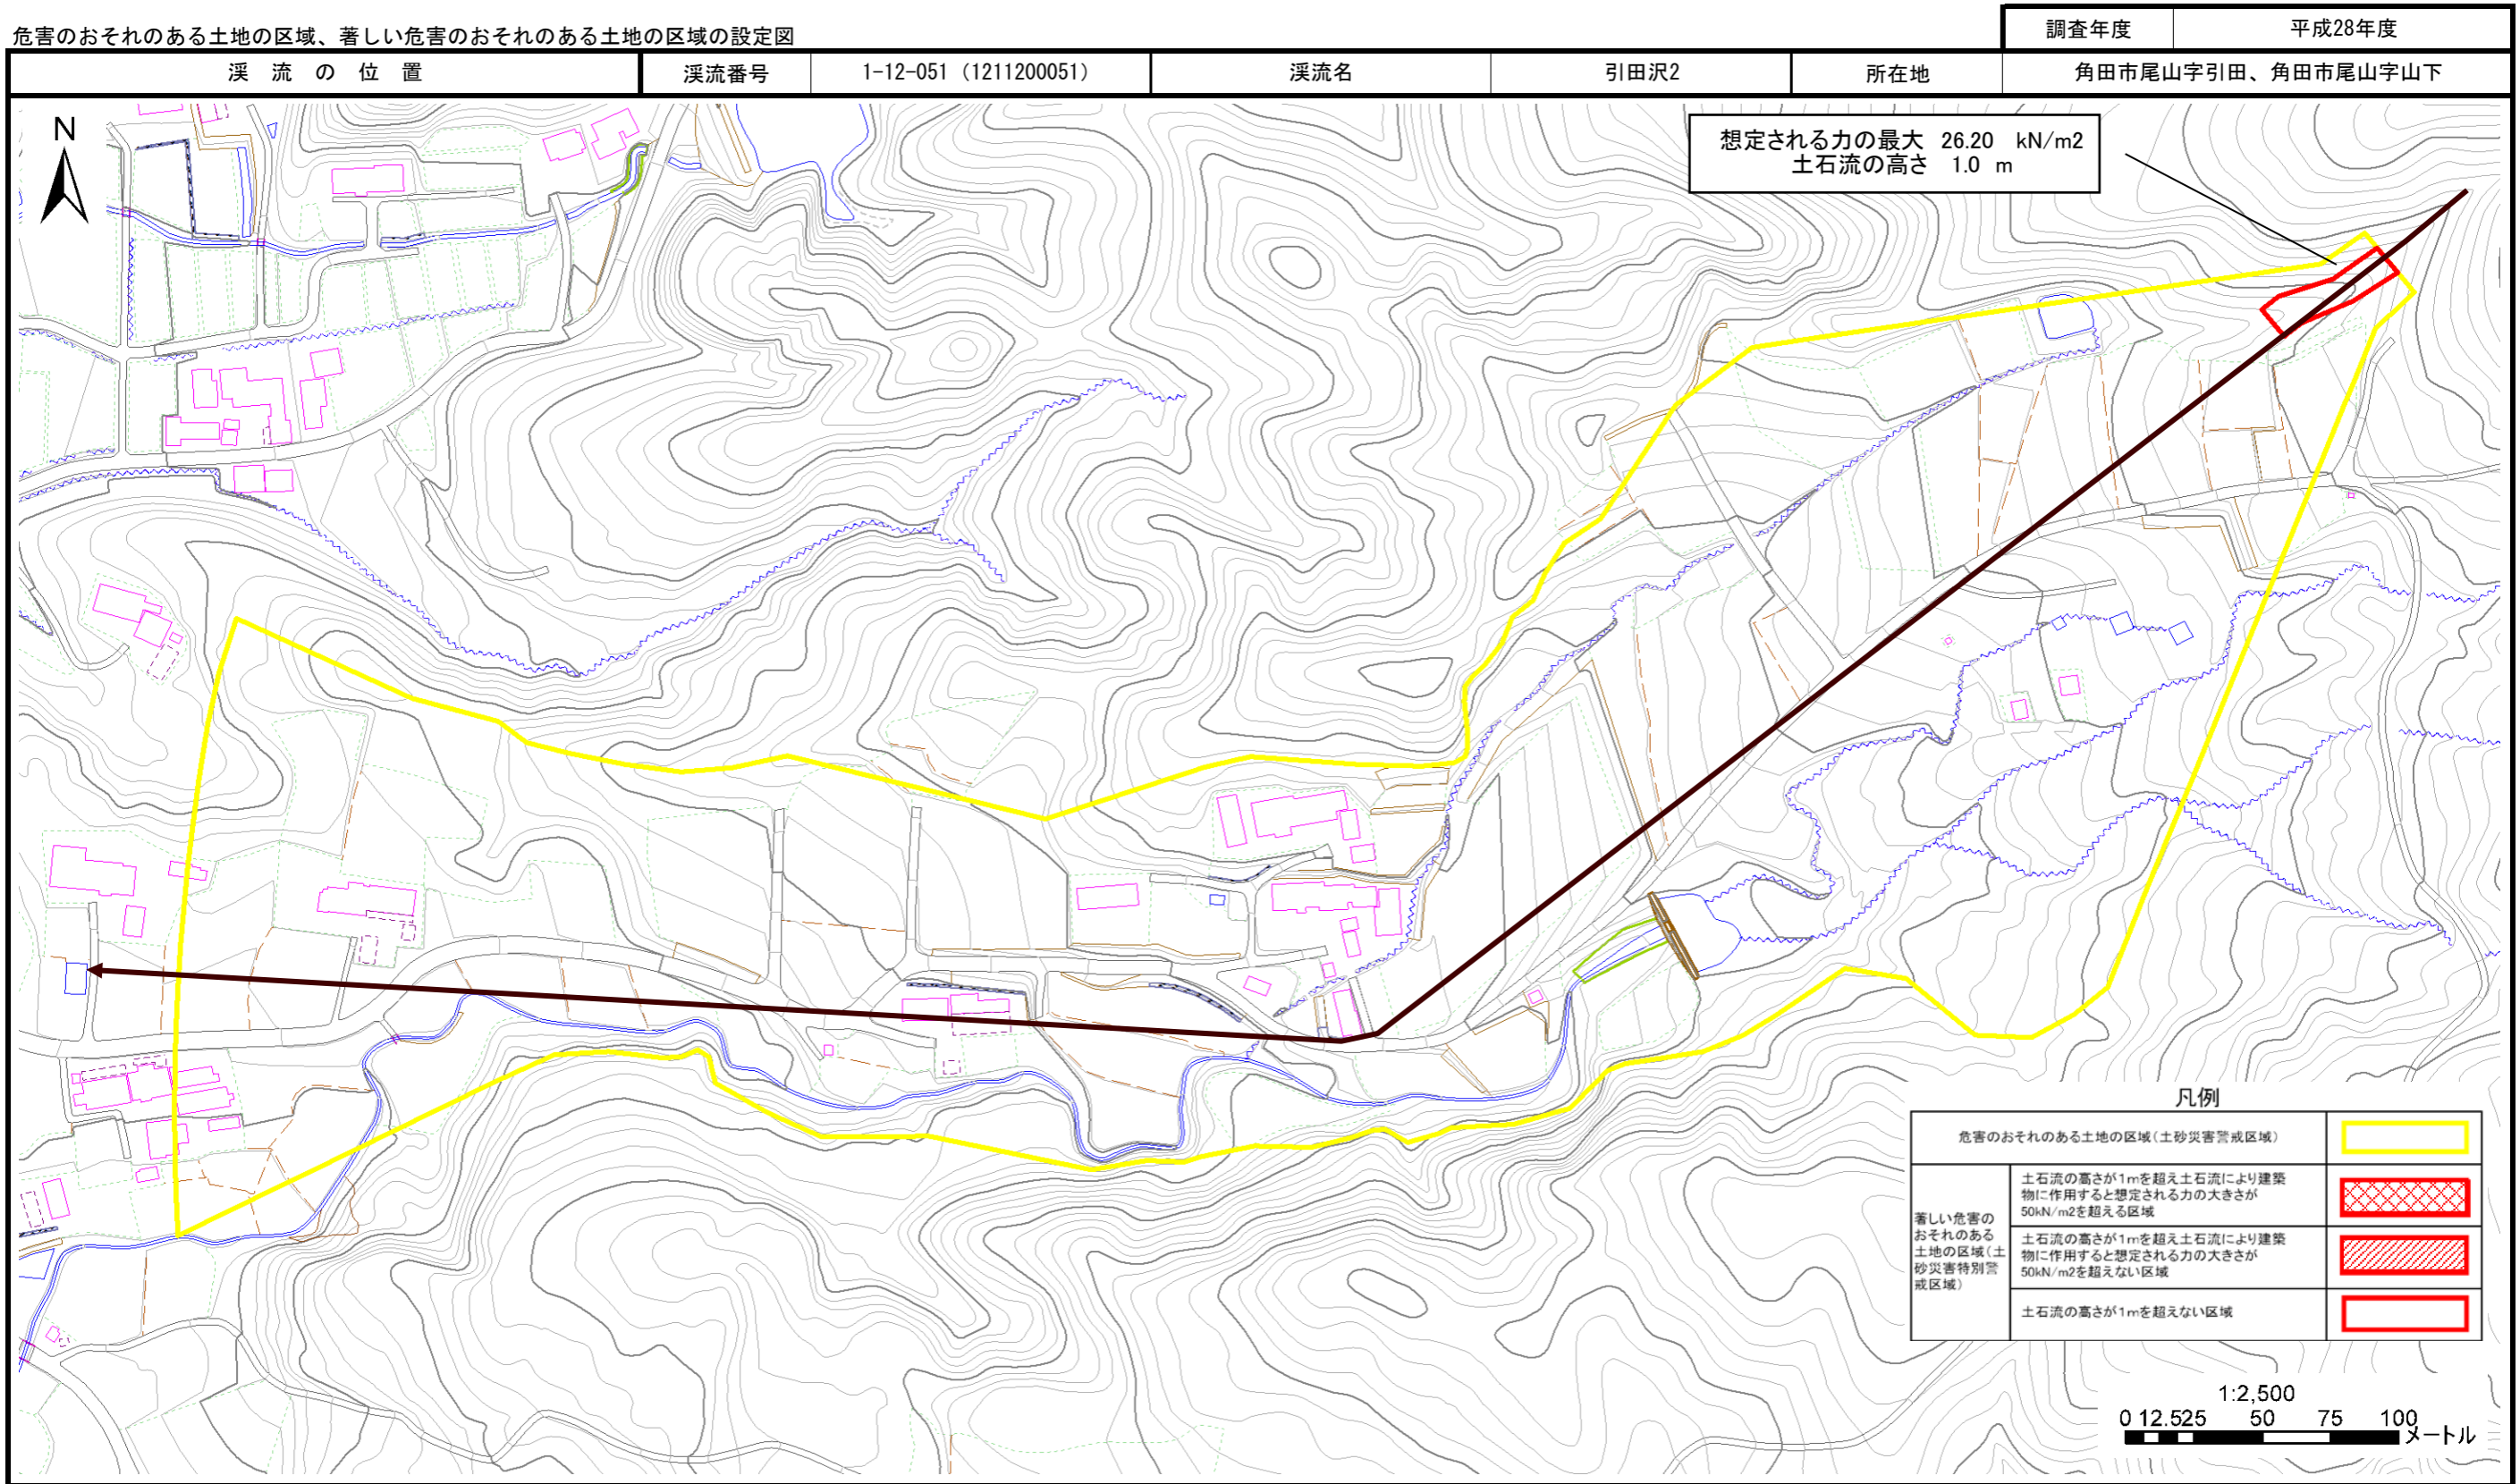 危害のおそれのある土地の区域、著しい危害のおそれのある土地の区域の設定図
調査年度 平成28年度
渓流の位置 渓流番号 1-12-051（1211200051） 渓流名 引田沢2 所在地 角田市尾山字引田、角田市尾山字山下
N
想定される力の最大 26.20 kN/m2
土石流の高さ 1.0 m
凡例
危害のおそれのある土地の区域（土砂災害警戒区域）
著しい危害の
おそれのある
土地の区域（土
砂災害特別警
戒区域）
土石流の高さが1mを超え土石流により建築
物に作用すると想定される力の大きさが
50kN/m2を超える区域
土石流の高さが1mを超え土石流により建築
物に作用すると想定される力の大きさが
50kN/m2を超えない区域
土石流の高さが1mを超えない区域
1:2,500
0 12.525 50 75 100
メートル